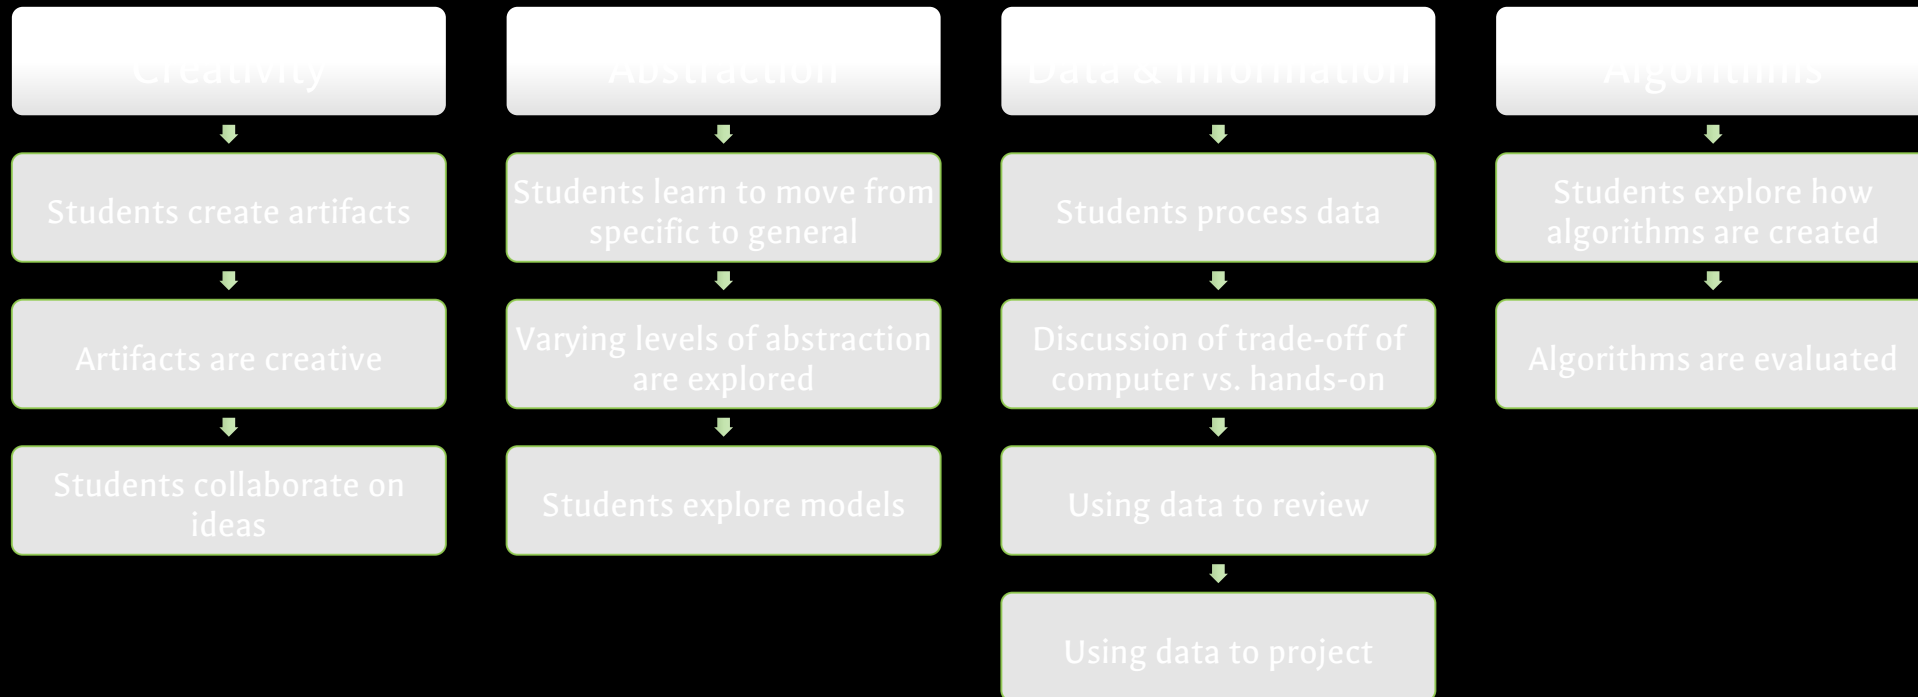 Creativity
Students create artifacts
Artifacts are creative
Students collaborate on
ideas
Abstraction
Students learn to move from
specific to general
Varying levels of abstraction
are explored
Students explore models
Data & Information
Students process data
Discussion of trade-off of
computer vs. hands-on
Using data to review
Using data to project
Algorithms
Students explore how
algorithms are created
Algorithms are evaluated